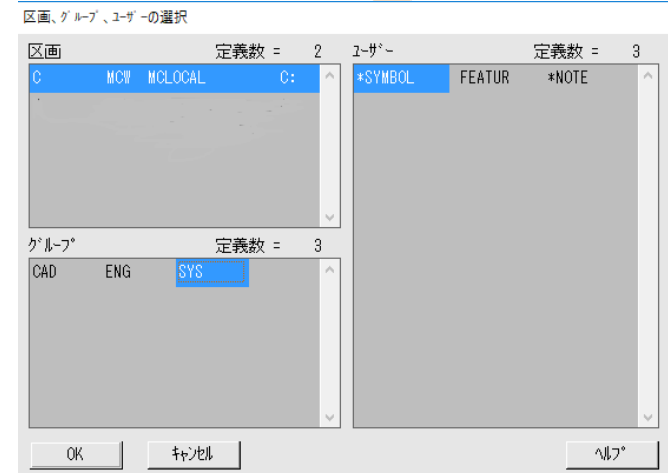 区画、ｸﾞﾙｰﾌﾟ、ﾕｰｻﾞｰの選択
区画 定義数 = 2
C MCW MCLOCAL C:
ｸﾞﾙｰﾌﾟ 定義数 = 3
CAD ENG SYS
ﾕｰｻﾞｰ 定義数 = 3
*SYMBOL FEATUR *NOTE
OK ｷｬﾝｾﾙ ﾍﾙﾌﾟ